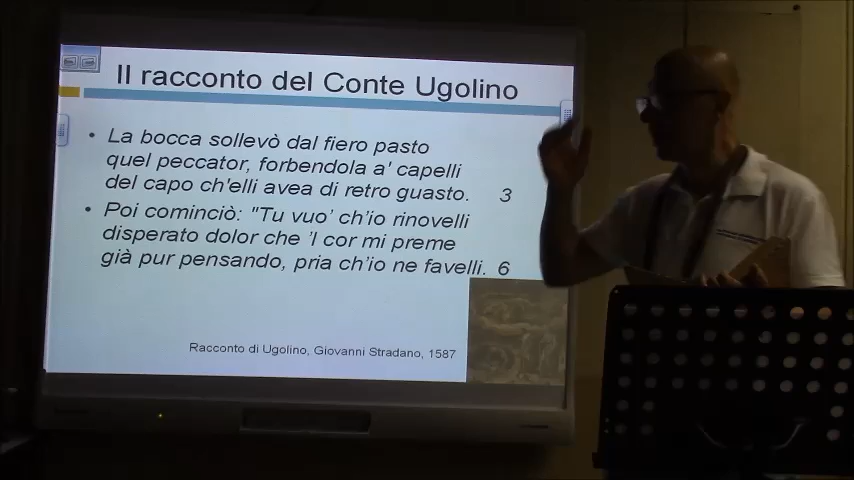 Il racconto del Conte Ugolino
• La bocca sollevò dal fiero pasto
quel peccator, forbendola a' capelli
del capo ch'elli avea di retro guasto. 3
• Poi cominciò: "Tu vuo' ch'io rinovelli
disperato dolor che 'l cor mi preme
già pur pensando, pria ch'io ne favelli. 6
Racconto di Ugolino, Giovanni Stradano, 1587